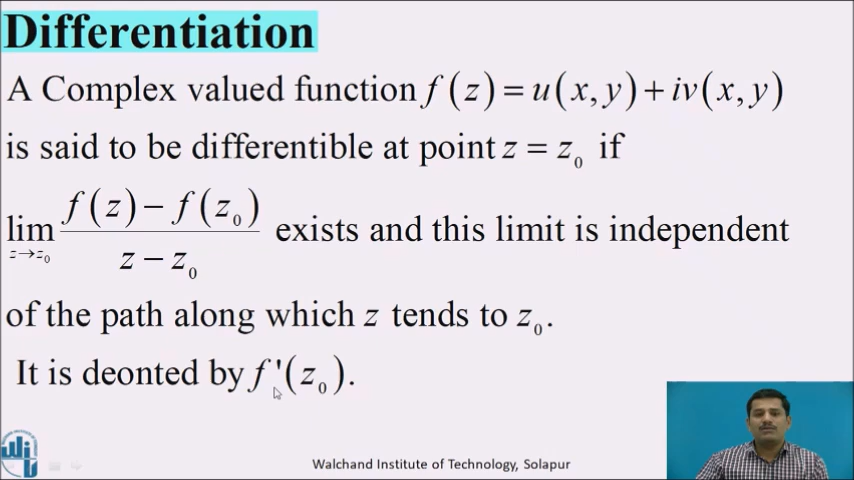 Differentiation
A Complex valued function f(z) = u(x, y) + iv(x, y)
is said to be differentible at point z = z₀ if
lim z→z₀ (f(z) − f(z₀))/(z − z₀) exists and this limit is independent
of the path along which z tends to z₀.
It is deonted by f '(z₀).
Walchand Institute of Technology, Solapur